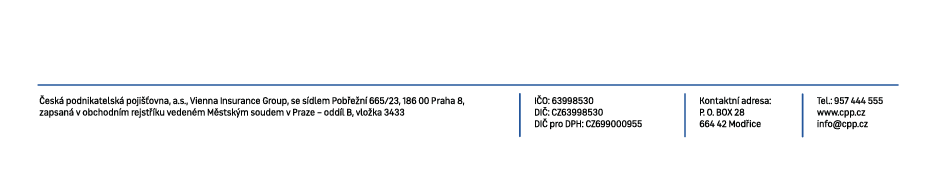 Česká podnikatelská pojišťovna, a.s., Vienna Insurance Group, se sídlem Pobřežní 665/23, 186 00 Praha 8,
zapsaná v obchodním rejstříku vedeném Městským soudem v Praze – oddíl B, vložka 3433
IČO: 63998530
DIČ: CZ63998530
DIČ pro DPH: CZ699000955
Kontaktní adresa:
P. O. BOX 28
664 42 Modřice
Tel.: 957 444 555
www.cpp.cz
info@cpp.cz